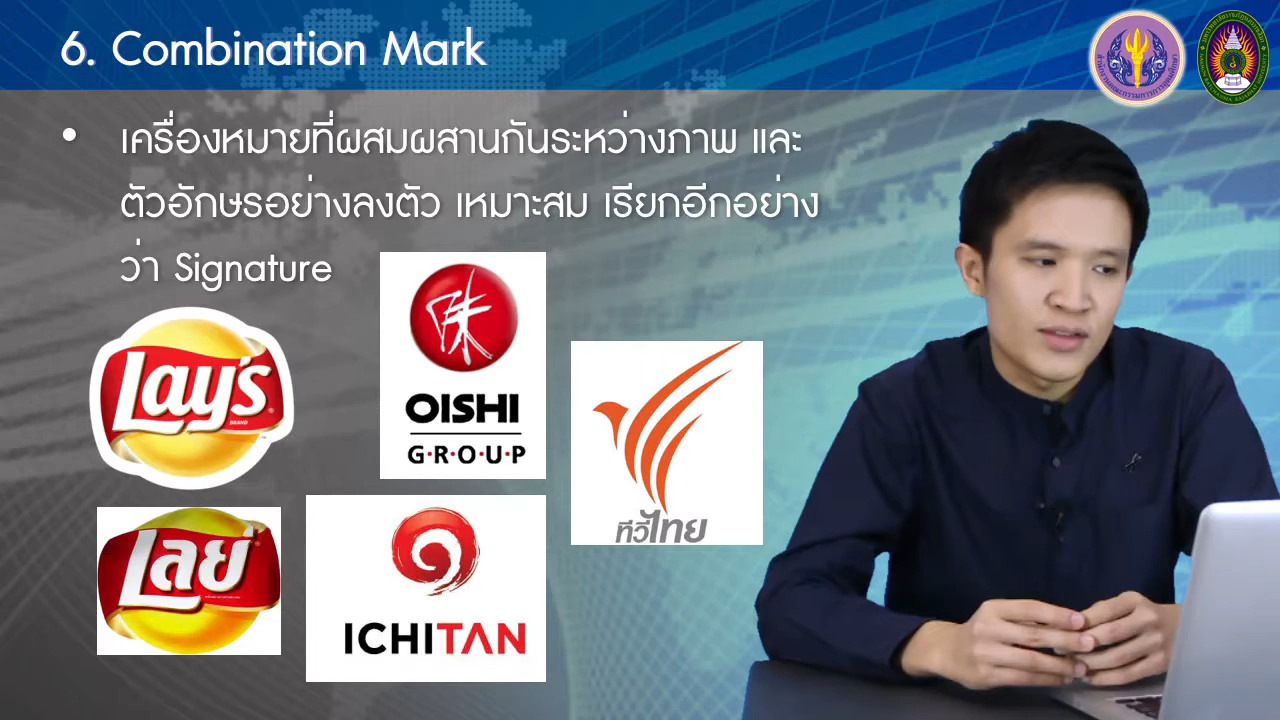 6. Combination Mark
• เครื่องหมายที่ผสมผสานกันระหว่างภาพ และ
ตัวอักษรอย่างลงตัว เหมาะสม เรียกอีกอย่าง
ว่า Signature
Lay's
BRAND
味
OISHI
G·R·O·U·P
ทีวีไทย
เลย์
ICHITAN